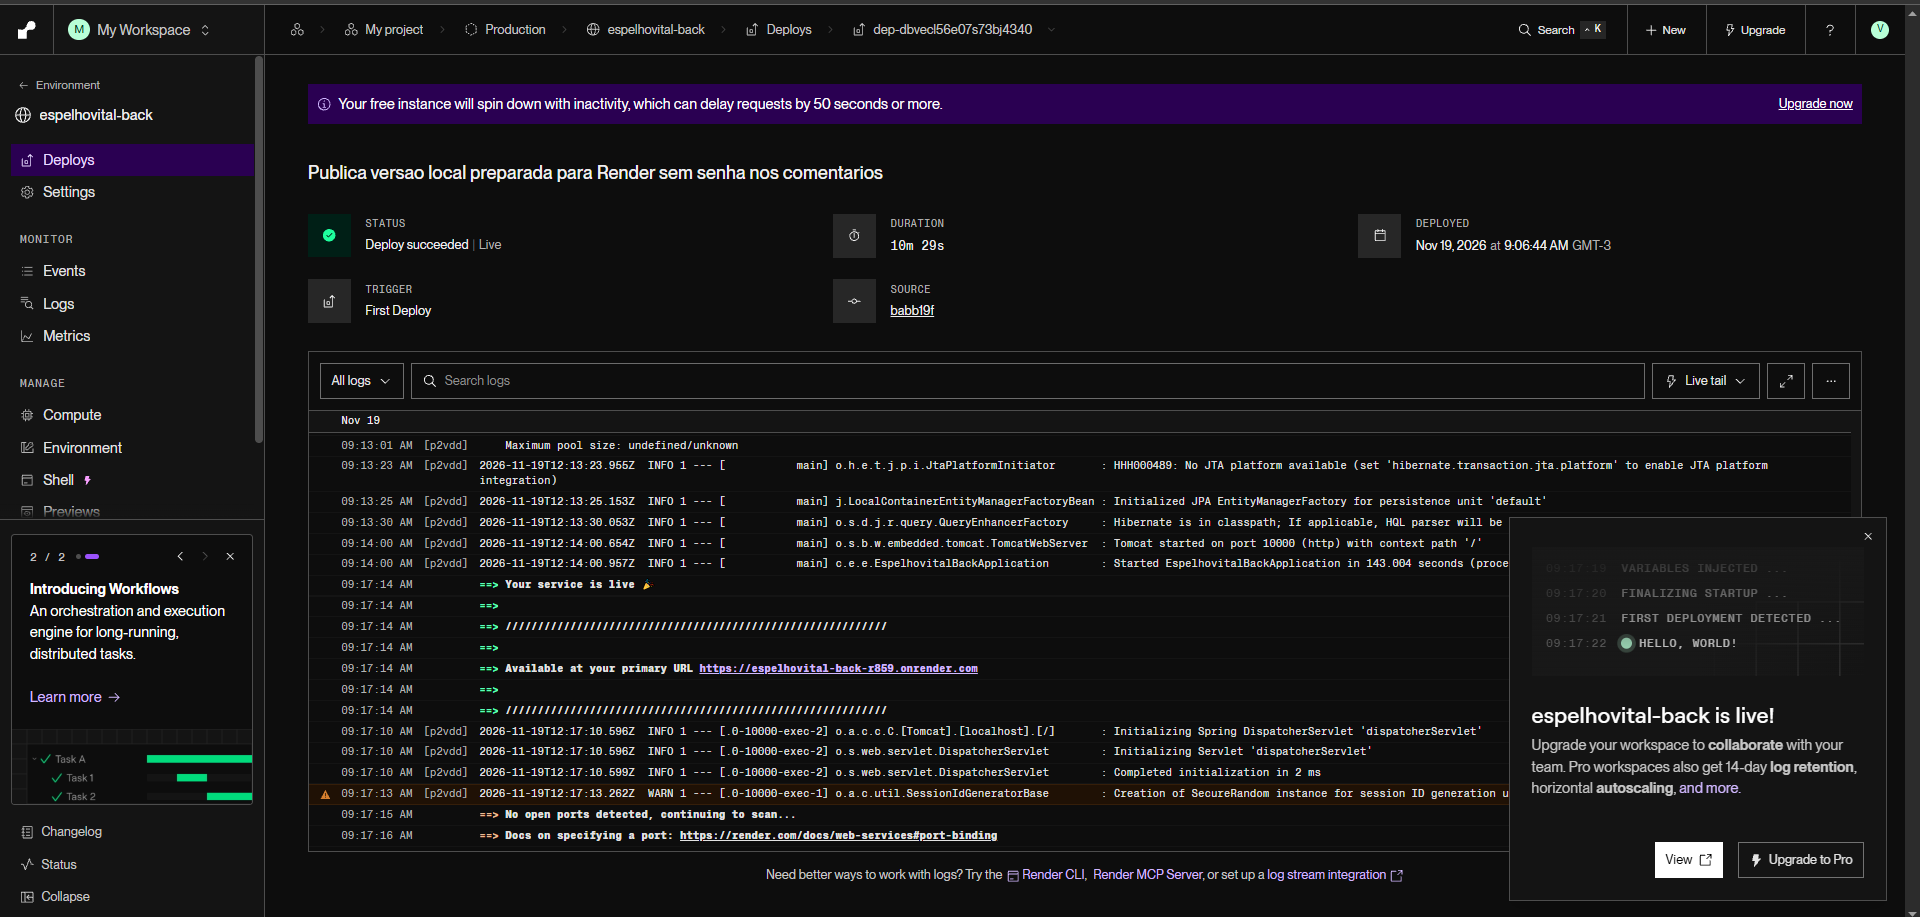 M My Workspace
My project
Production
espelhovital-back
Deploys
dep-dbvecl56e07s73bj4340
Search ^ K
+ New
Upgrade
?
V
← Environment
espelhovital-back
Deploys
Settings
MONITOR
Events
Logs
Metrics
MANAGE
Compute
Environment
Shell
Previews
2 / 2
Introducing Workflows
An orchestration and execution
engine for long-running,
distributed tasks.
Learn more →
Task A
Task 1
Task 2
Changelog
Status
Collapse
Your free instance will spin down with inactivity, which can delay requests by 50 seconds or more.
Upgrade now
Publica versao local preparada para Render sem senha nos comentarios
STATUS
Deploy succeeded | Live
DURATION
10m 29s
DEPLOYED
Nov 19, 2026 at 9:06:44 AM GMT-3
TRIGGER
First Deploy
SOURCE
babb19f
All logs
Search logs
Live tail
...
Nov 19
09:13:01 AM [p2vdd] Maximum pool size: undefined/unknown
09:13:23 AM [p2vdd] 2026-11-19T12:13:23.955Z INFO 1 --- [ main] o.h.e.t.j.p.i.JtaPlatformInitiator : HHH000489: No JTA platform available (set 'hibernate.transaction.jta.platform' to enable JTA platform
integration)
09:13:25 AM [p2vdd] 2026-11-19T12:13:25.153Z INFO 1 --- [ main] j.LocalContainerEntityManagerFactoryBean : Initialized JPA EntityManagerFactory for persistence unit 'default'
09:13:30 AM [p2vdd] 2026-11-19T12:13:30.053Z INFO 1 --- [ main] o.s.d.j.r.query.QueryEnhancerFactory : Hibernate is in classpath; If applicable, HQL parser will be
09:14:00 AM [p2vdd] 2026-11-19T12:14:00.654Z INFO 1 --- [ main] o.s.b.w.embedded.tomcat.TomcatWebServer : Tomcat started on port 10000 (http) with context path '/'
09:14:00 AM [p2vdd] 2026-11-19T12:14:00.957Z INFO 1 --- [ main] c.e.e.EspelhovitalBackApplication : Started EspelhovitalBackApplication in 143.004 seconds (proce
09:17:14 AM ==> Your service is live 🎉
09:17:14 AM ==>
09:17:14 AM ==> ////////////////////////////////////////////////////////////
09:17:14 AM ==>
09:17:14 AM ==> Available at your primary URL https://espelhovital-back-r859.onrender.com
09:17:14 AM ==>
09:17:14 AM ==> ////////////////////////////////////////////////////////////
09:17:10 AM [p2vdd] 2026-11-19T12:17:10.596Z INFO 1 --- [.0-10000-exec-2] o.a.c.c.C.[Tomcat].[localhost].[/] : Initializing Spring DispatcherServlet 'dispatcherServlet'
09:17:10 AM [p2vdd] 2026-11-19T12:17:10.596Z INFO 1 --- [.0-10000-exec-2] o.s.web.servlet.DispatcherServlet : Initializing Servlet 'dispatcherServlet'
09:17:10 AM [p2vdd] 2026-11-19T12:17:10.599Z INFO 1 --- [.0-10000-exec-2] o.s.web.servlet.DispatcherServlet : Completed initialization in 2 ms
09:17:13 AM [p2vdd] 2026-11-19T12:17:13.262Z WARN 1 --- [.0-10000-exec-1] o.a.c.util.SessionIdGeneratorBase : Creation of SecureRandom instance for session ID generation u
09:17:15 AM ==> No open ports detected, continuing to scan...
09:17:16 AM ==> Docs on specifying a port: https://render.com/docs/web-services#port-binding
Need better ways to work with logs? Try the Render CLI, Render MCP Server, or set up a log stream integration
09:17:19 VARIABLES INJECTED ...
09:17:20 FINALIZING STARTUP ...
09:17:21 FIRST DEPLOYMENT DETECTED ...
09:17:22 HELLO, WORLD!
espelhovital-back is live!
Upgrade your workspace to collaborate with your
team. Pro workspaces also get 14-day log retention,
horizontal autoscaling, and more.
View
Upgrade to Pro